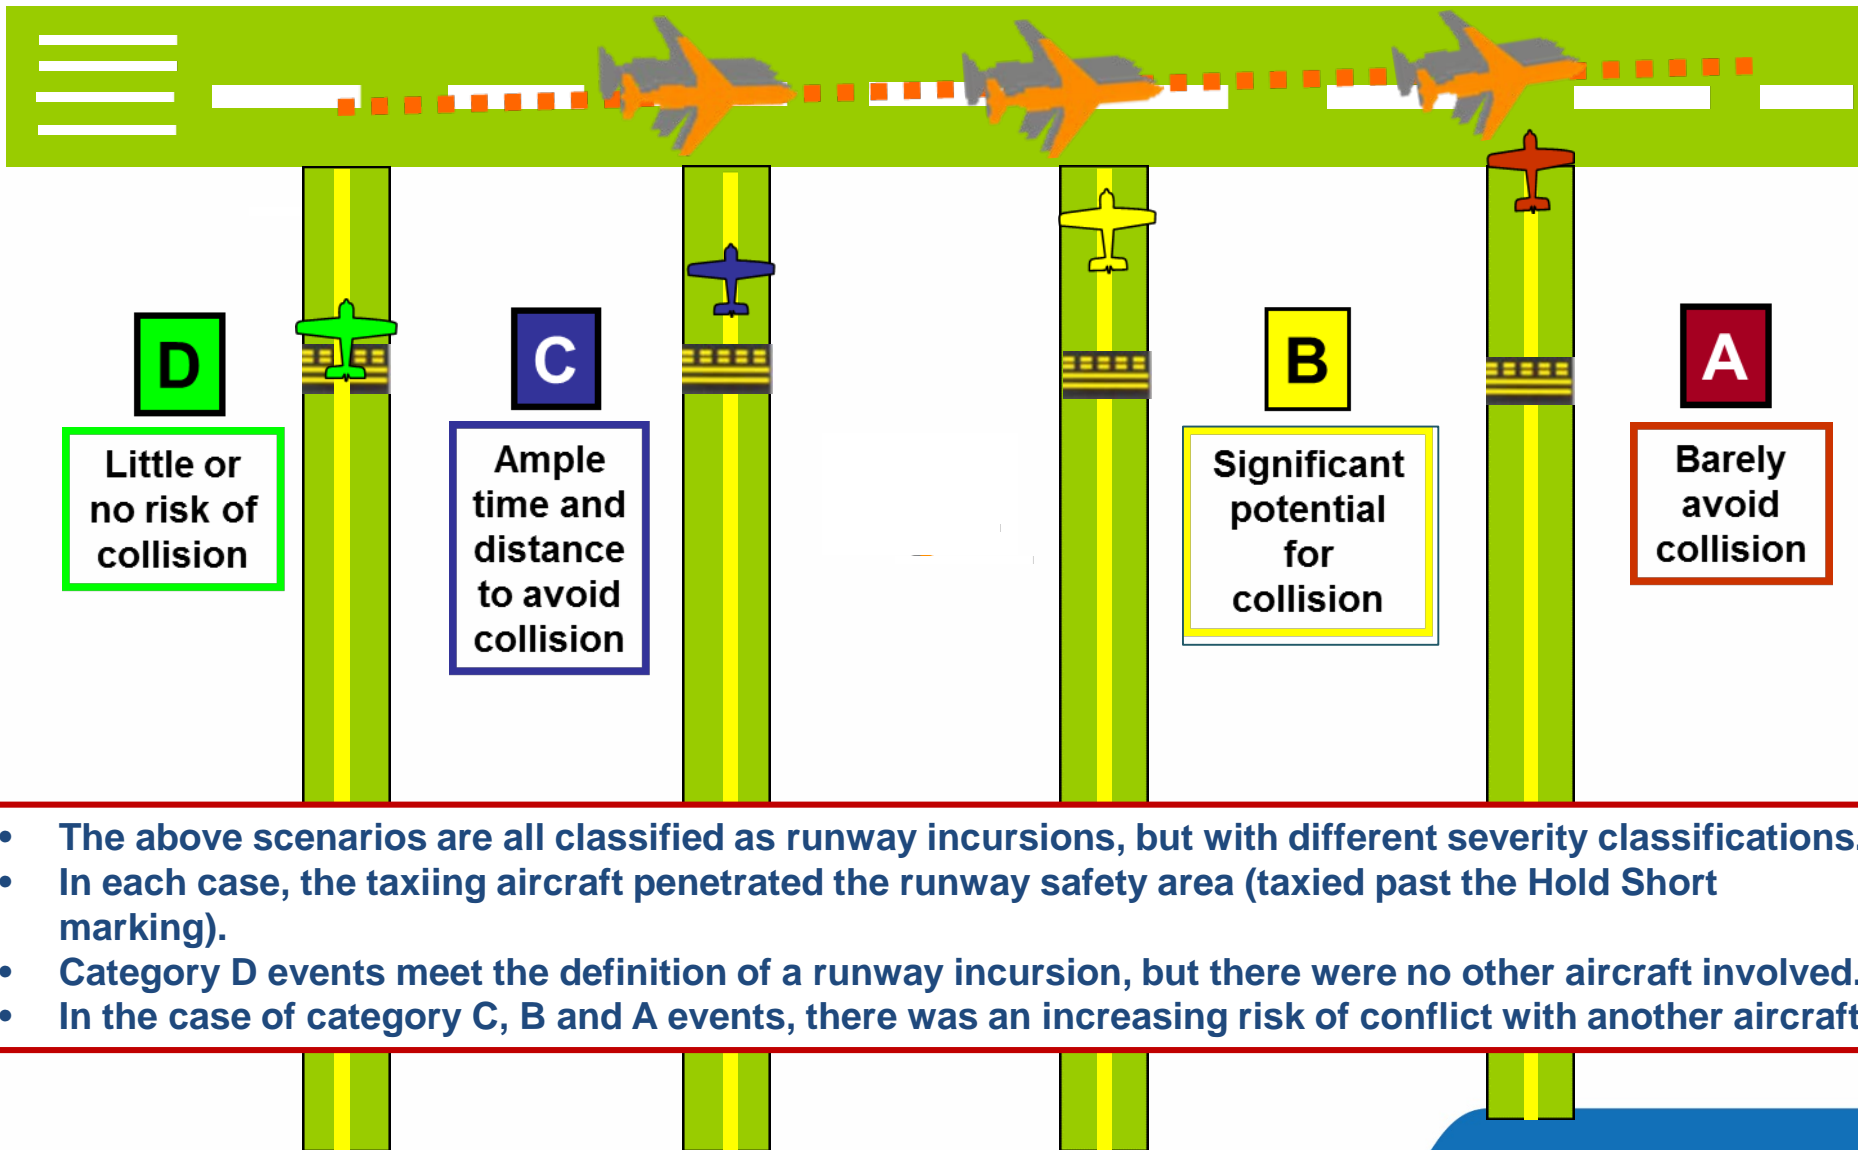 D
Little or
no risk of
collision
C
Ample
time and
distance
to avoid
collision
B
Significant
potential
for
collision
A
Barely
avoid
collision
• The above scenarios are all classified as runway incursions, but with different severity classifications.
• In each case, the taxiing aircraft penetrated the runway safety area (taxied past the Hold Short
marking).
• Category D events meet the definition of a runway incursion, but there were no other aircraft involved.
• In the case of category C, B and A events, there was an increasing risk of conflict with another aircraft